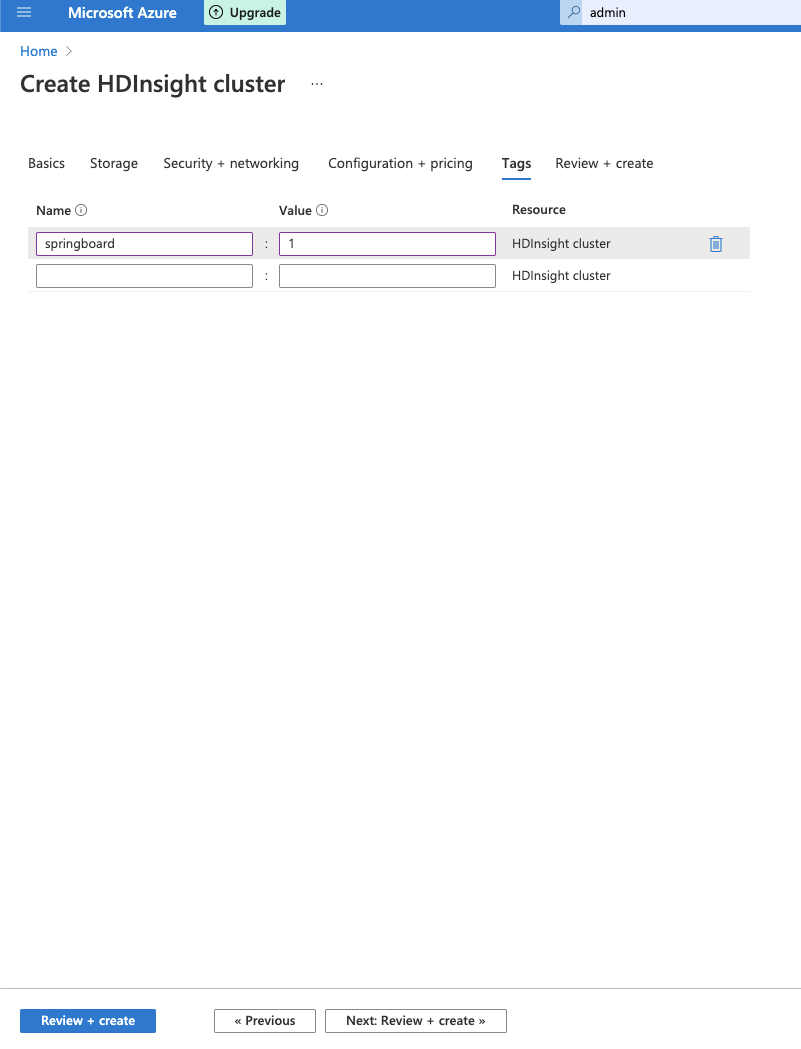 Microsoft Azure Upgrade admin
Home
Create HDInsight cluster ...
Basics Storage Security + networking Configuration + pricing Tags Review + create
Name Value Resource
springboard : 1 HDInsight cluster
: HDInsight cluster
Review + create « Previous Next: Review + create »